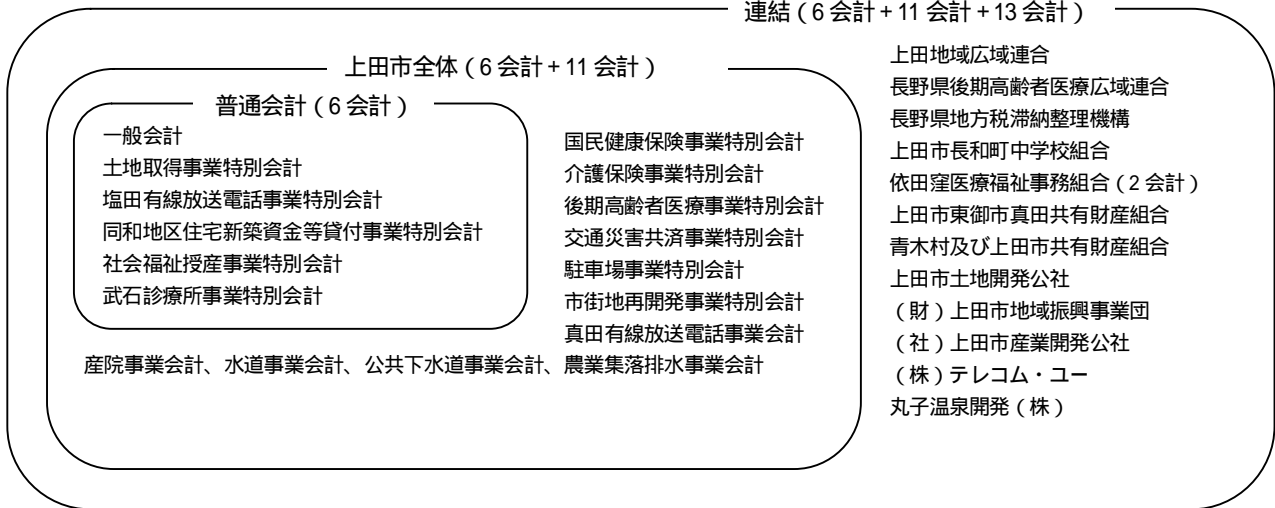 連結(6会計+11会計+13会計)
上田市全体(6会計+11会計)
普通会計(6会計)
一般会計
土地取得事業特別会計
塩田有線放送電話事業特別会計
同和地区住宅新築資金等貸付事業特別会計
社会福祉授産事業特別会計
武石診療所事業特別会計
国民健康保険事業特別会計
介護保険事業特別会計
後期高齢者医療事業特別会計
交通災害共済事業特別会計
駐車場事業特別会計
市街地再開発事業特別会計
真田有線放送電話事業会計
産院事業会計、水道事業会計、公共下水道事業会計、農業集落排水事業会計
上田地域広域連合
長野県後期高齢者医療広域連合
長野県地方税滞納整理機構
上田市長和町中学校組合
依田窪医療福祉事務組合(2会計)
上田市東御市真田共有財産組合
青木村及び上田市共有財産組合
上田市土地開発公社
(財)上田市地域振興事業団
(社)上田市産業開発公社
(株)テレコム・ユー
丸子温泉開発(株)